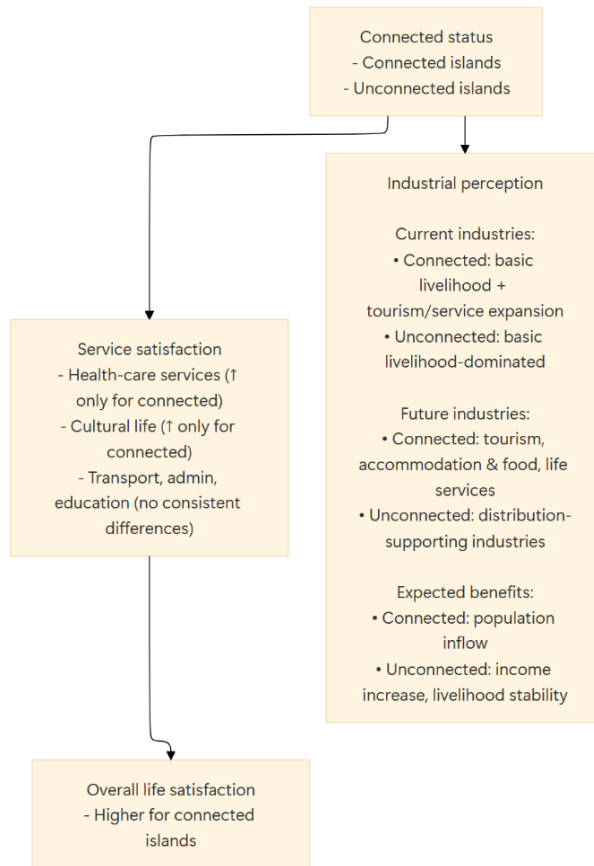 Connected status
- Connected islands
- Unconnected islands
Industrial perception
Current industries:
• Connected: basic
livelihood +
tourism/service expansion
• Unconnected: basic
livelihood-dominated
Future industries:
• Connected: tourism,
accommodation & food, life
services
• Unconnected: distribution-
supporting industries
Expected benefits:
• Connected: population
inflow
• Unconnected: income
increase, livelihood stability
Service satisfaction
- Health-care services (↑
only for connected)
- Cultural life (↑ only for
connected)
- Transport, admin,
education (no consistent
differences)
Overall life satisfaction
- Higher for connected
islands